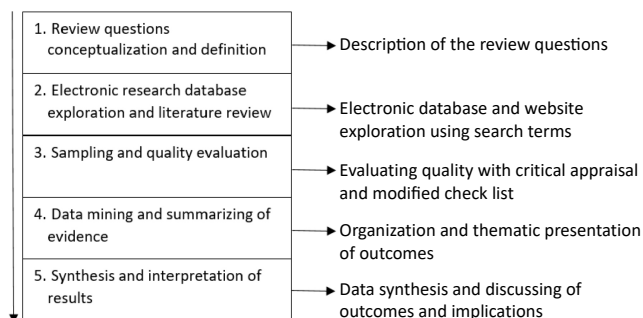 1. Review questions
conceptualization and definition
Description of the review questions
2. Electronic research database
exploration and literature review
Electronic database and website
exploration using search terms
3. Sampling and quality evaluation
Evaluating quality with critical appraisal
and modified check list
4. Data mining and summarizing of
evidence
Organization and thematic presentation
of outcomes
5. Synthesis and interpretation of
results
Data synthesis and discussing of
outcomes and implications